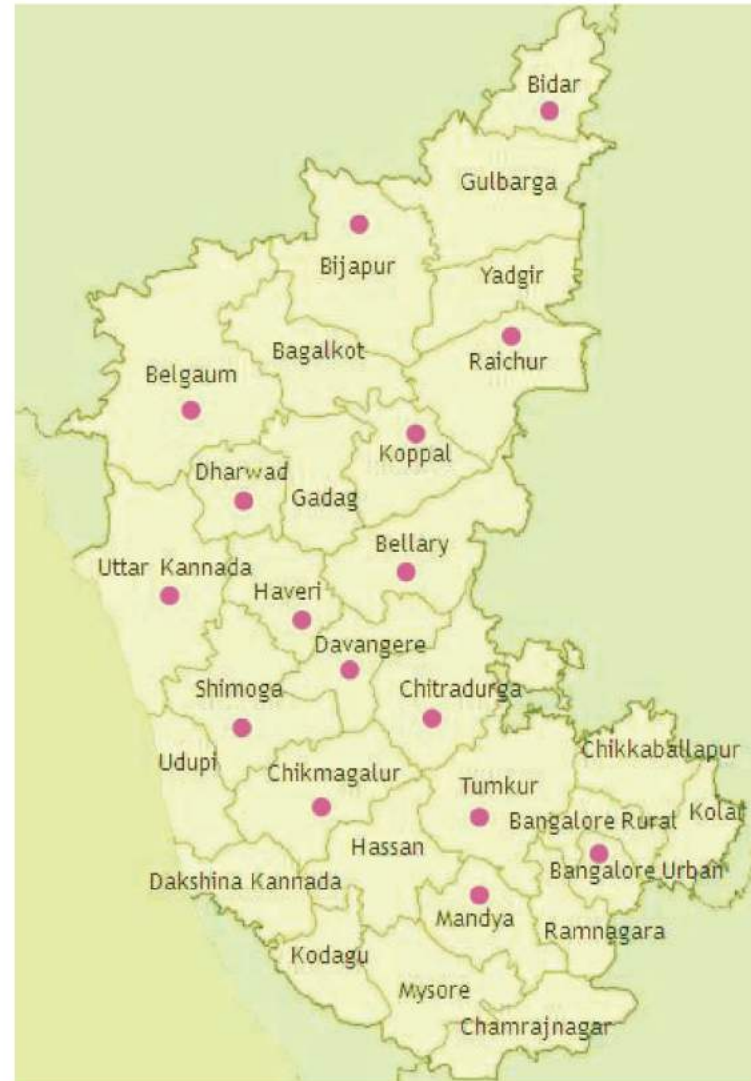 Bidar
Gulbarga
Bijapur
Yadgir
Bagalkot
Raichur
Belgaum
Koppal
Dharwad
Gadag
Bellary
Uttar Kannada
Haveri
Davangere
Shimoga
Chitradurga
Udupi
Chikkaballapur
Chikmagalur
Tumkur
Kolar
Bangalore Rural
Hassan
Bangalore Urban
Dakshina Kannada
Mandya
Ramnagara
Kodagu
Mysore
Chamrajnagar